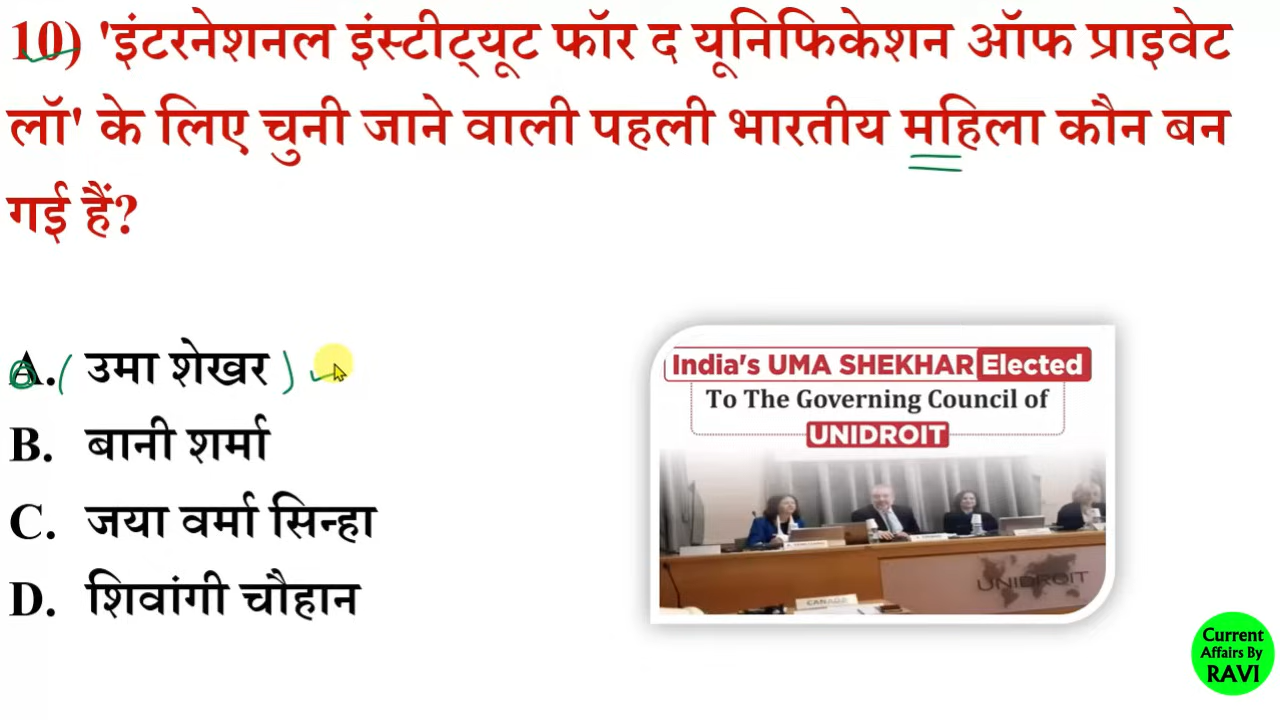 10) 'इंटरनेशनल इंस्टीट्यूट फॉर द यूनिफिकेशन ऑफ प्राइवेट
लॉ' के लिए चुनी जाने वाली पहली भारतीय महिला कौन बन
गई हैं?
A. ( उमा शेखर )
B. बानी शर्मा
C. जया वर्मा सिन्हा
D. शिवांगी चौहान
India's UMA SHEKHAR Elected
To The Governing Council of
UNIDROIT
UNIDROIT
CANADA
Current
Affairs By
RAVI